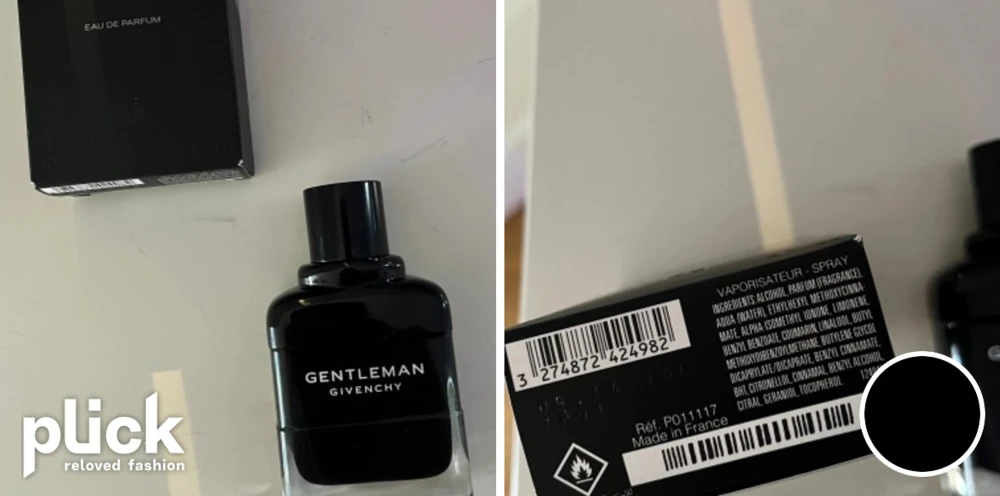 EAU DE PARFUM
GENTLEMAN
GIVENCHY
plick
reloved fashion
VAPORISATEUR - SPRAY
INGREDIENTS: ALCOHOL, PARFUM (FRAGRANCE),
AQUA (WATER), ETHYLHEXYL METHOXYCINNA-
MATE, ALPHA-ISOMETHYL IONONE, LIMONENE,
BENZYL BENZOATE, COUMARIN, LINALOOL, BUTYL
METHOXYDIBENZOYLMETHANE, BUTYLENE GLYCOL
DICAPRYLATE/DICAPRATE, BENZYL CINNAMATE,
BHT, CITRONELLOL, CINNAMAL, BENZYL ALCOHOL,
CITRAL, GERANIOL, TOCOPHEROL.
3 274872 424982
Réf. P011117
Made in France